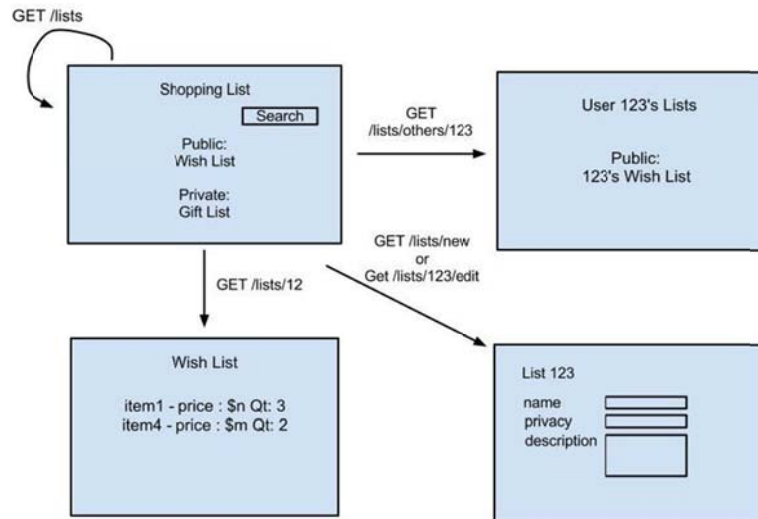 GET /lists
Shopping List
Search
Public:
Wish List
Private:
Gift List
GET
/lists/others/123
User 123's Lists
Public:
123's Wish List
GET /lists/12
GET /lists/new
or
Get /lists/123/edit
Wish List
item1 - price : $n Qt: 3
item4 - price : $m Qt: 2
List 123
name
privacy
description